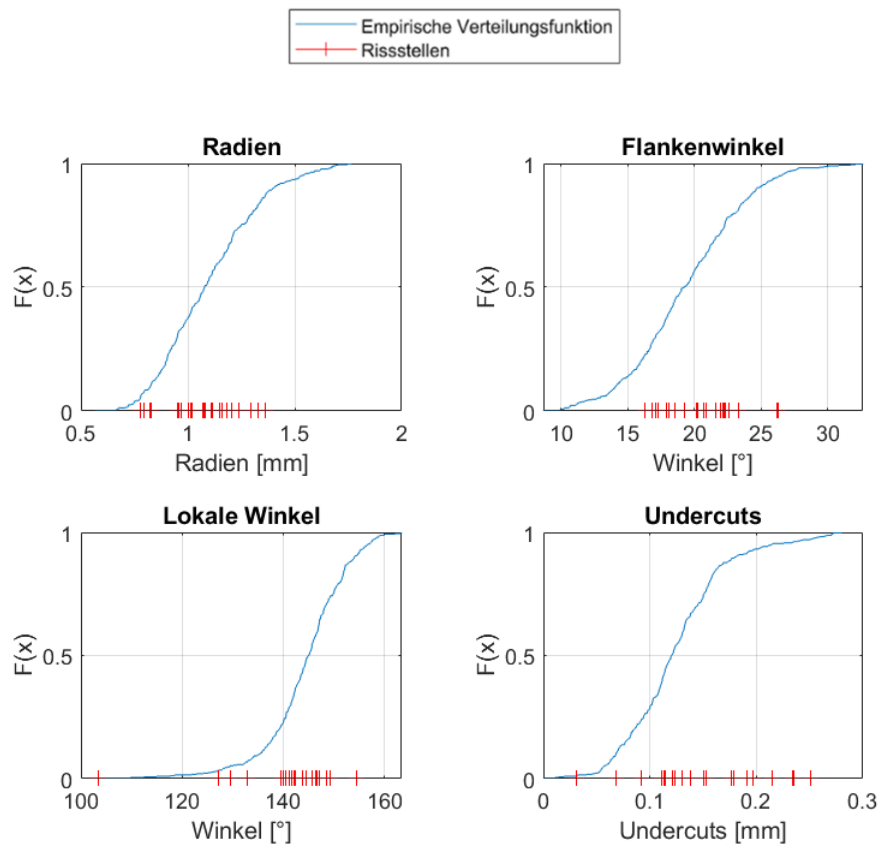 Empirische Verteilungsfunktion
Rissstellen
Radien
1
0.5
0
F(x)
0.5
1
1.5
2
Radien [mm]
Flankenwinkel
1
0.5
0
F(x)
10
15
20
25
30
Winkel [°]
Lokale Winkel
1
0.5
0
F(x)
100
120
140
160
Winkel [°]
Undercuts
1
0.5
0
F(x)
0
0.1
0.2
0.3
Undercuts [mm]